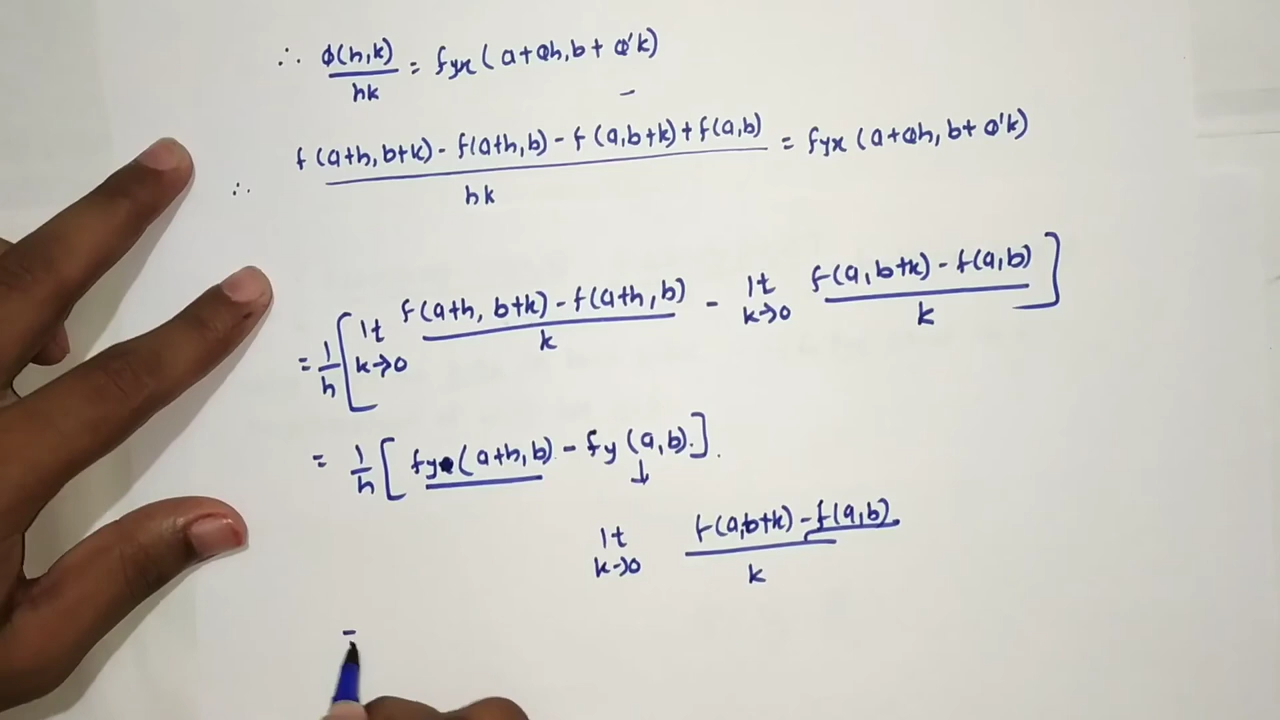 ∴ ϕ(h,k)/hk = fyx (a+θh, b+θ'k)
∴ f(a+h, b+k) - f(a+h, b) - f(a, b+k) + f(a,b) / hk = fyx (a+θh, b+θ'k)
= 1/h [ lt k→0 f(a+h, b+k) - f(a+h, b) / k - lt k→0 f(a, b+k) - f(a,b) / k ]
= 1/h [ fy (a+h, b) - fy (a,b) ] .
↓
lt k→0 f(a,b+k) - f(a,b) / k
=